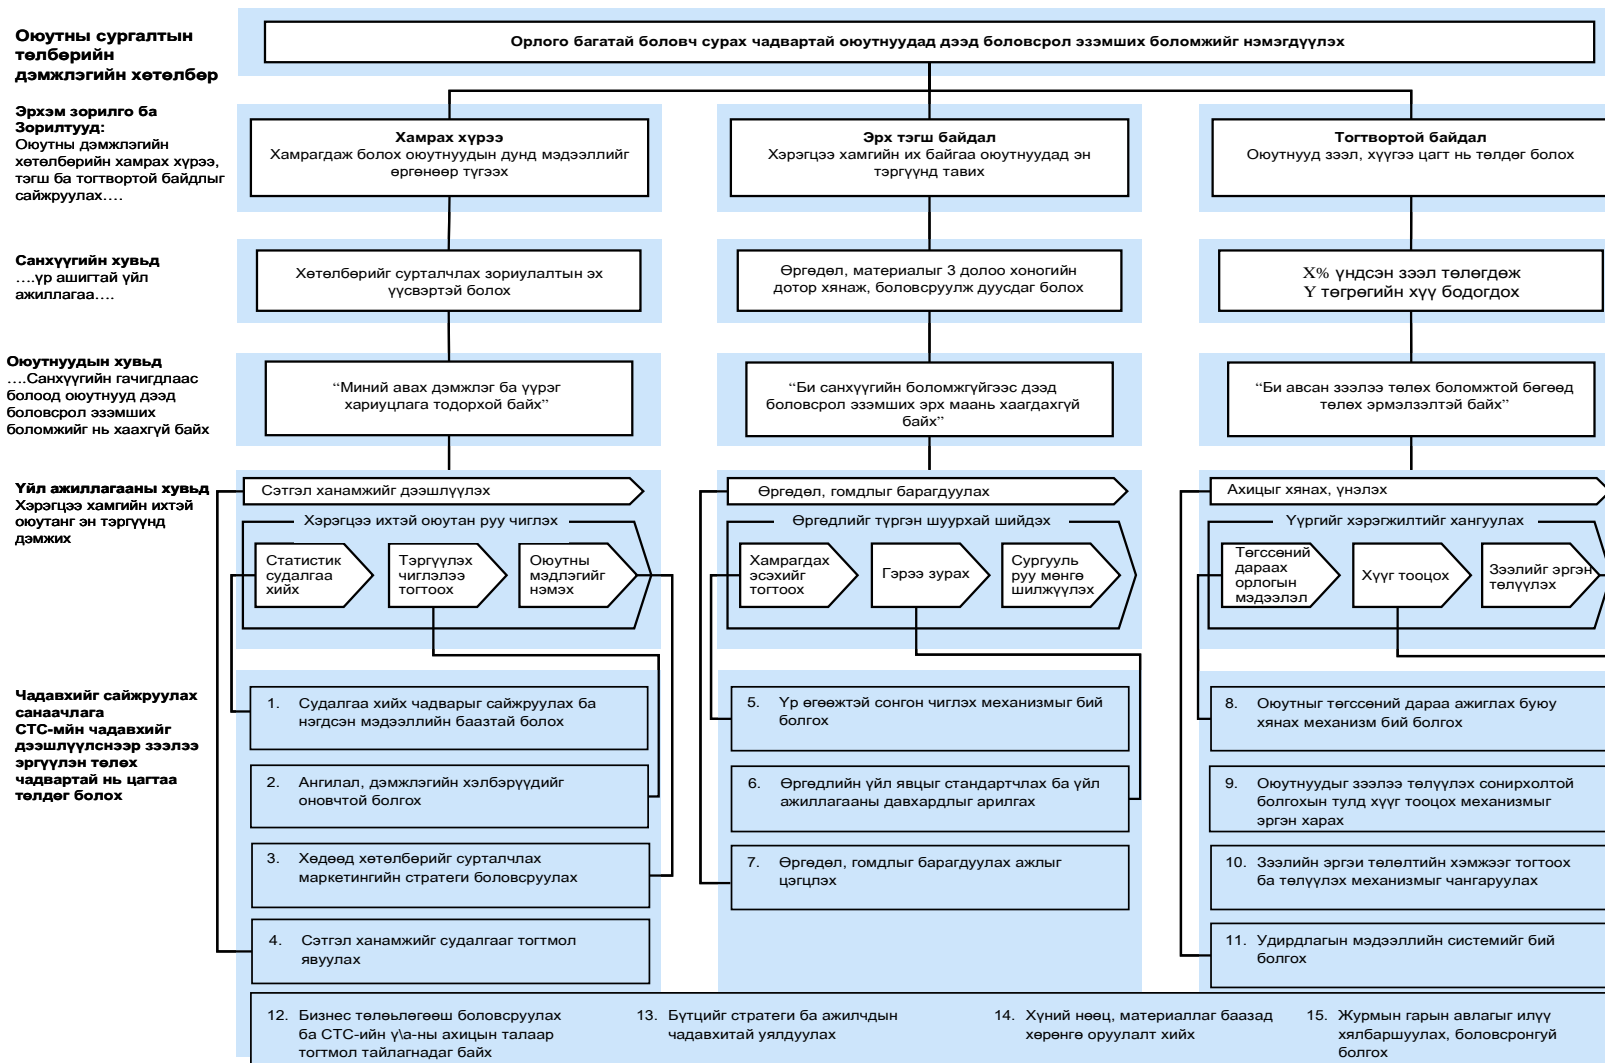 Оюутны сургалтын
төлбөрийн
дэмжлэгийн хөтөлбөр
Орлого багатай боловч сурах чадвартай оюутнуудад дээд боловсрол эзэмших боломжийг нэмэгдүүлэх
Эрхэм зорилго ба
Зорилтууд:
Оюутны дэмжлэгийн
хөтөлбөрийн хамрах хүрээ,
тэгш ба тогтвортой байдлыг
сайжруулах….
Хамрах хүрээ
Хамрагдаж болох оюутнуудын дунд мэдээллийг
өргөнөөр түгээх
Эрх тэгш байдал
Хэрэгцээ хамгийн их байгаа оюутнуудад эн
тэргүүнд тавих
Тогтвортой байдал
Оюутнууд зээл, хүүгээ цагт нь төлдөг болох
Санхүүгийн хувьд
….үр ашигтай үйл
ажиллагаа….
Хөтөлбөрийг сурталчлах зориулалтын эх
үүсвэртэй болох
Өргөдөл, материалыг 3 долоо хоногийн
дотор хянаж, боловсруулж дуусдаг болох
X% үндсэн зээл төлөгдөж
Y төгрөгийн хүү бодогдох
Оюутнуудын хувьд
….Санхүүгийн гачигдлаас
болоод оюутнууд дээд
боловсрол эзэмших
боломжийг нь хаахгүй байх
“Миний авах дэмжлэг ба үүрэг
хариуцлага тодорхой байх”
“Би санхүүгийн боломжгүйгээс дээд
боловсрол эзэмших эрх маань хаагдахгүй
байх”
“Би авсан зээлээ төлөх боломжтой бөгөөд
төлөх эрмэлзэлтэй байх”
Үйл ажиллагааны хувьд
Хэрэгцээ хамгийн ихтэй
оюутанг эн тэргүүнд
дэмжих
Сэтгэл ханамжийг дээшлүүлэх
Хэрэгцээ ихтэй оюутан руу чиглэх
Статистик
судалгаа
хийх
Тэргүүлэх
чиглэлээ
тогтоох
Оюутны
мэдлэгийг
нэмэх
Өргөдөл, гомдлыг барагдуулах
Өргөдлийг түргэн шуурхай шийдэх
Хамрагдах
эсэхийг
тогтоох
Гэрээ зурах
Сургууль
руу мөнгө
шилжүүлэх
Ахицыг хянах, үнэлэх
Үүргийг хэрэгжилтийг хангуулах
Төгссөний
дараах
орлогын
мэдээлэл
Хүүг тооцох
Зээлийг эргэн
төлүүлэх
Чадавхийг сайжруулах
санаачлага
СТС-мйн чадавхийг
дээшлүүлснээр зээлээ
эргүүлэн төлөх
чадвартай нь цагтаа
төлдөг болох
1. Судалгаа хийх чадварыг сайжруулах ба
нэгдсэн мэдээллийн баазтай болох
2. Ангилал, дэмжлэгийн хэлбэрүүдийг
оновчтой болгох
3. Хөдөөд хөтөлбөрийг сурталчлах
маркетингийн стратеги боловсруулах
4. Сэтгэл ханамжийг судалгааг тогтмол
явуулах
5. Үр өгөөжтэй сонгон чиглэх механизмыг бий
болгох
6. Өргөдлийн үйл явцыг стандартчлах ба үйл
ажиллагааны давхардлыг арилгах
7. Өргөдөл, гомдлыг барагдуулах ажлыг
цэгцлэх
8. Оюутныг төгссөний дараа ажиглах буюу
хянах механизм бий болгох
9. Оюутнуудыг зээлээ төлүүлэх сонирхолтой
болгохын тулд хүүг тооцох механизмыг
эргэн харах
10. Зээлийн эргэи төлөлтийн хэмжээг тогтоох
ба төлүүлэх механизмыг чангаруулах
11. Удирдлагын мэдээллийн системийг бий
болгох
12. Бизнес төлөьлөгөөш боловсруулах
ба СТС-ийн ү\а-ны ахицын талаар
тогтмол тайлагнадаг байх
13. Бүтцийг стратеги ба ажилчдын
чадавхитай уялдуулах
14. Хүний нөөц, материаллаг баазад
хөрөнгө оруулалт хийх
15. Журмын гарын авлагыг илүү
хялбаршуулах, боловсронгуй
болгох